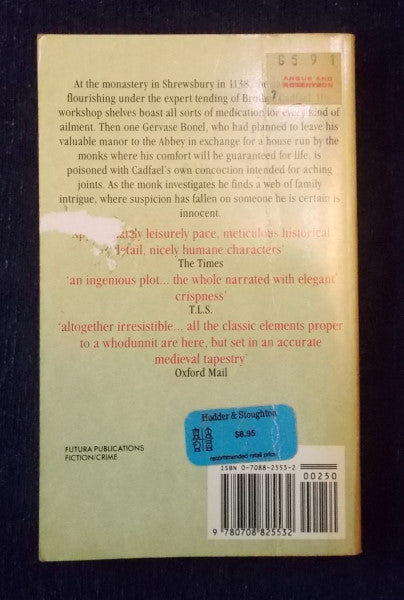 G591
ANGUS AND
ROBERTSON
?
At the monastery in Shrewsbury in 1138, the
flourishing under the expert tending of Brother Cadfael. His
workshop shelves boast all sorts of medication for every kind of
ailment. Then one Gervase Bonel, who had planned to leave his
valuable manor to the Abbey in exchange for a house run by the
monks where his comfort will be guaranteed for life, is
poisoned with Cadfael's own concoction intended for aching
joints. As the monk investigates he finds a web of family
intrigue, where suspicion has fallen on someone he is certain is
innocent.
leisurely pace, meticulous historical
detail, nicely humane characters'
The Times
'an ingenious plot... the whole narrated with elegant
crispness'
T.L.S.
'altogether irresistible... all the classic elements proper
to a whodunnit are here, but set in an accurate
medieval tapestry'
Oxford Mail
Hodder & Stoughton
$8.95
recommended retail price
FUTURA PUBLICATIONS
FICTION/CRIME
ISBN 0-7088-2553-2
00250
9 780708 825532